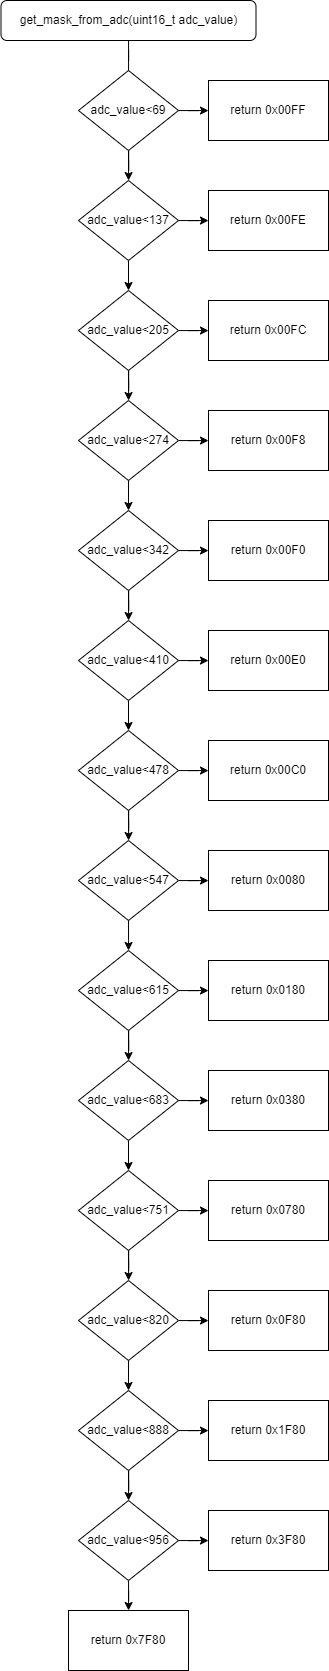 get_mask_from_adc(uint16_t adc_value)
adc_value<69
return 0x00FF
adc_value<137
return 0x00FE
adc_value<205
return 0x00FC
adc_value<274
return 0x00F8
adc_value<342
return 0x00F0
adc_value<410
return 0x00E0
adc_value<478
return 0x00C0
adc_value<547
return 0x0080
adc_value<615
return 0x0180
adc_value<683
return 0x0380
adc_value<751
return 0x0780
adc_value<820
return 0x0F80
adc_value<888
return 0x1F80
adc_value<956
return 0x3F80
return 0x7F80